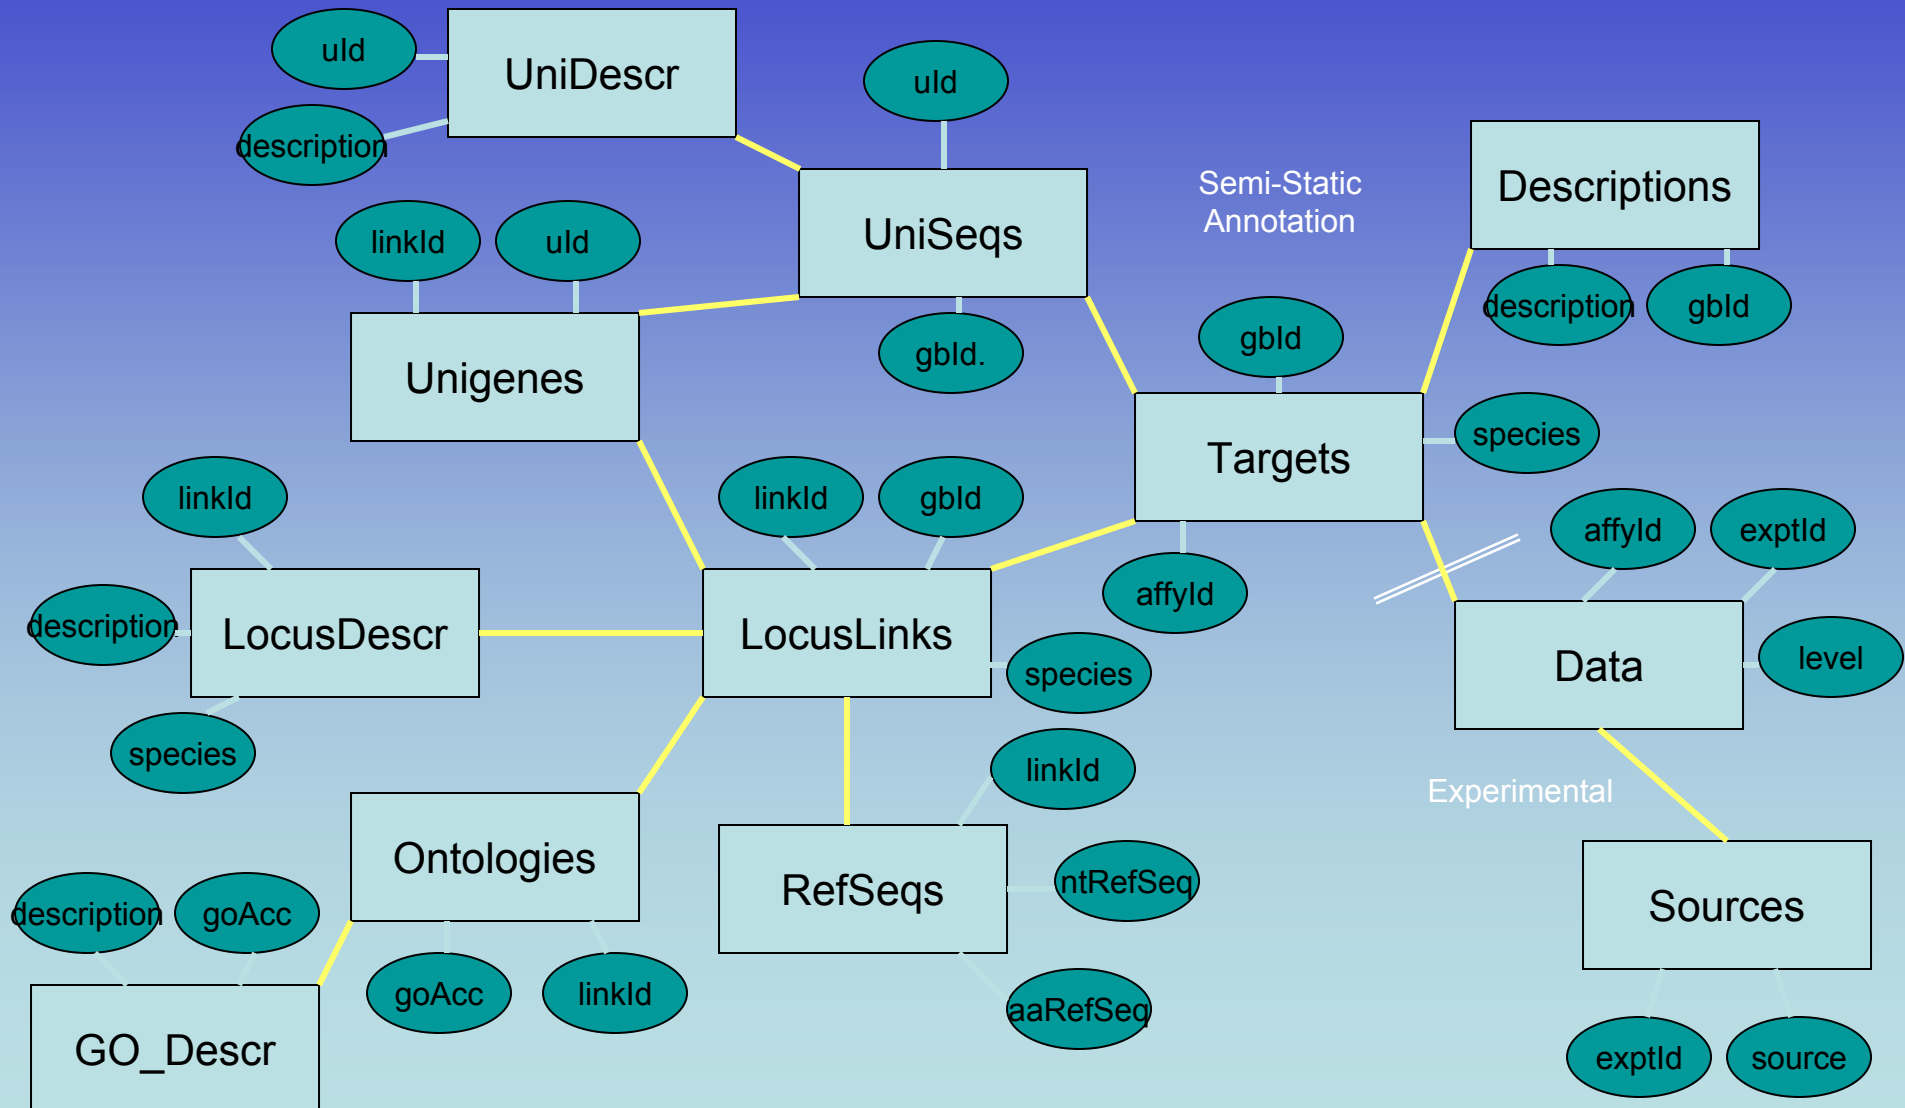 uId
UniDescr
uId
description
Semi-Static
Annotation
Descriptions
linkId
uId
UniSeqs
description
gbId
gbId
gbId.
Unigenes
species
Targets
linkId
linkId
gbId
affyId
exptId
affyId
description
LocusDescr
LocusLinks
species
Data
level
species
linkId
Experimental
Ontologies
RefSeqs
ntRefSeq
description
goAcc
Sources
goAcc
linkId
aaRefSeq
GO_Descr
exptId
source